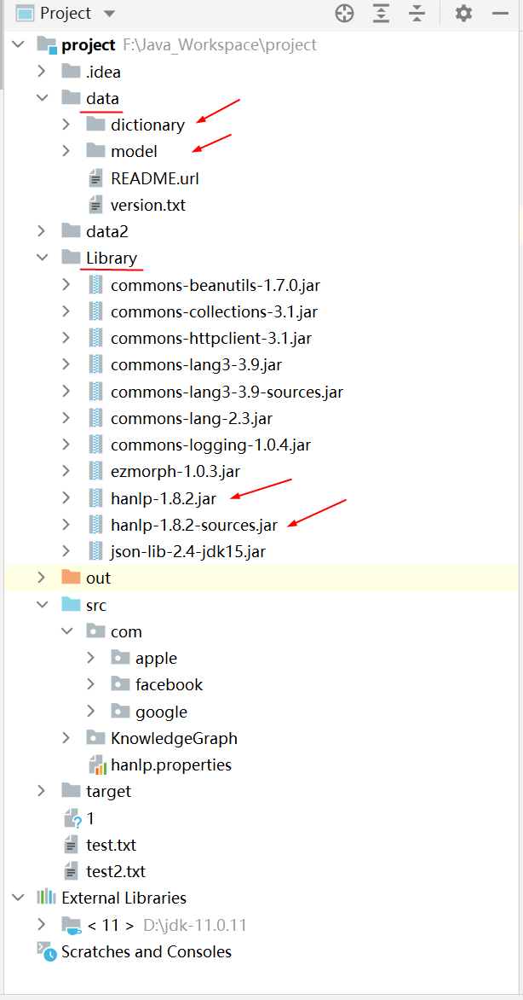 Project
project F:\Java_Workspace\project
.idea
data
dictionary
model
README.url
version.txt
data2
Library
commons-beanutils-1.7.0.jar
commons-collections-3.1.jar
commons-httpclient-3.1.jar
commons-lang3-3.9.jar
commons-lang3-3.9-sources.jar
commons-lang-2.3.jar
commons-logging-1.0.4.jar
ezmorph-1.0.3.jar
hanlp-1.8.2.jar
hanlp-1.8.2-sources.jar
json-lib-2.4-jdk15.jar
out
src
com
apple
facebook
google
KnowledgeGraph
hanlp.properties
target
1
test.txt
test2.txt
External Libraries
< 11 > D:\jdk-11.0.11
Scratches and Consoles